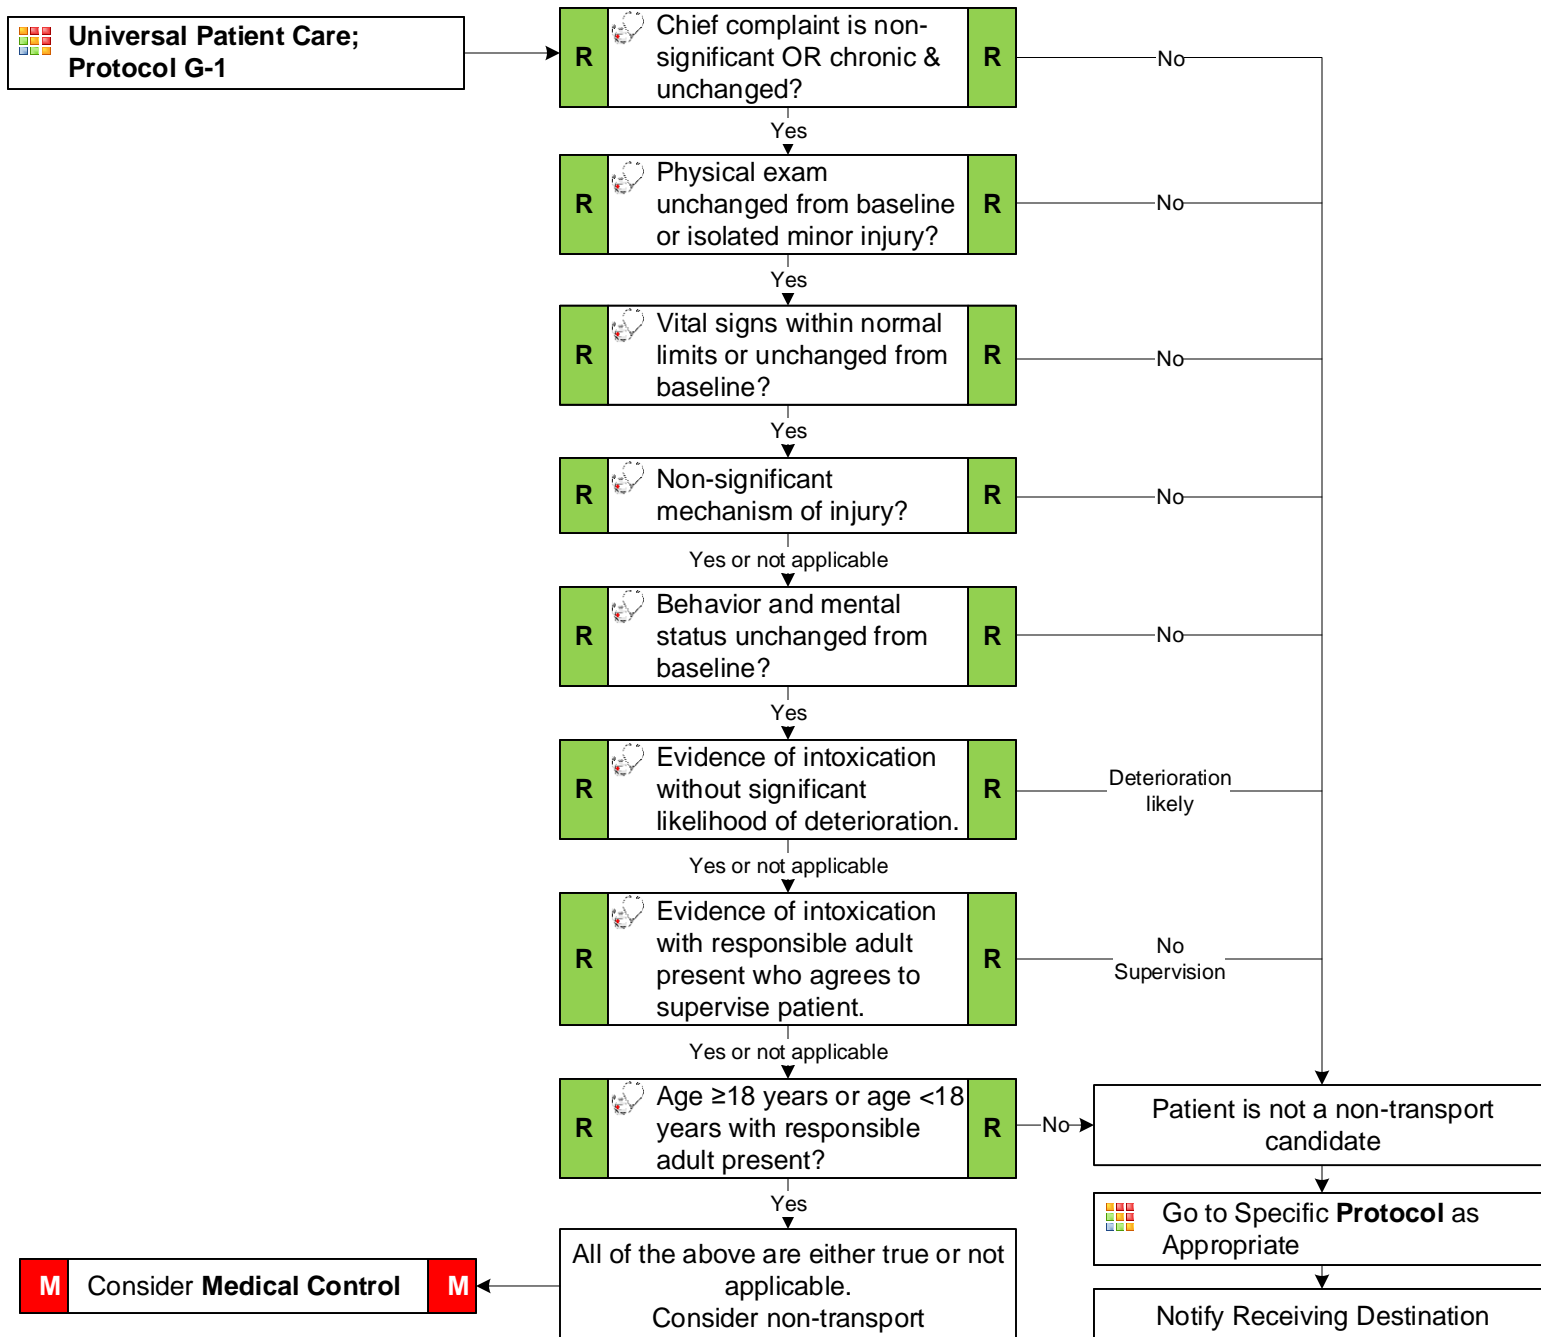 Universal Patient Care;
Protocol G-1
R
Chief complaint is non-
significant OR chronic &
unchanged?
R
No
Yes
R
Physical exam
unchanged from baseline
or isolated minor injury?
R
No
Yes
R
Vital signs within normal
limits or unchanged from
baseline?
R
No
Yes
R
Non-significant
mechanism of injury?
R
No
Yes or not applicable
R
Behavior and mental
status unchanged from
baseline?
R
No
Yes
R
Evidence of intoxication
without significant
likelihood of deterioration.
R
Deterioration
likely
Yes or not applicable
R
Evidence of intoxication
with responsible adult
present who agrees to
supervise patient.
R
No
Supervision
Yes or not applicable
R
Age ≥18 years or age <18
years with responsible
adult present?
R
No
Patient is not a non-transport
candidate
Yes
Go to Specific Protocol as
Appropriate
All of the above are either true or not
applicable.
Consider non-transport
M
Consider Medical Control
M
Notify Receiving Destination